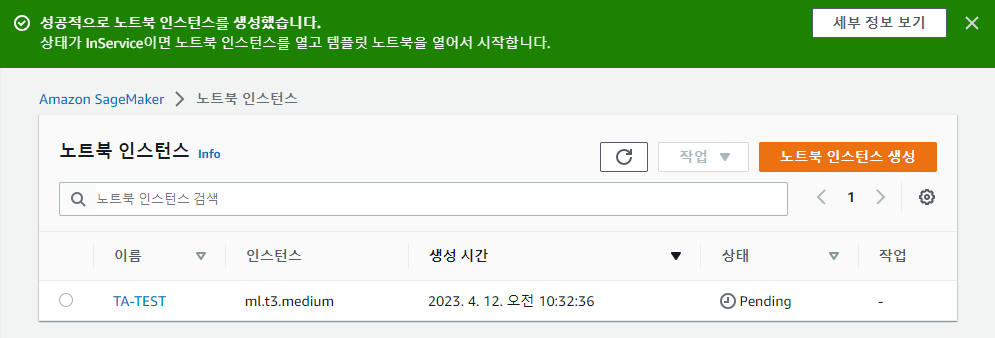 성공적으로 노트북 인스턴스를 생성했습니다.
상태가 InService이면 노트북 인스턴스를 열고 템플릿 노트북을 열어서 시작합니다.
세부 정보 보기
Amazon SageMaker > 노트북 인스턴스
노트북 인스턴스 Info
작업
노트북 인스턴스 생성
노트북 인스턴스 검색
1
이름 인스턴스 생성 시간 상태 작업
TA-TEST ml.t3.medium 2023. 4. 12. 오전 10:32:36 Pending -